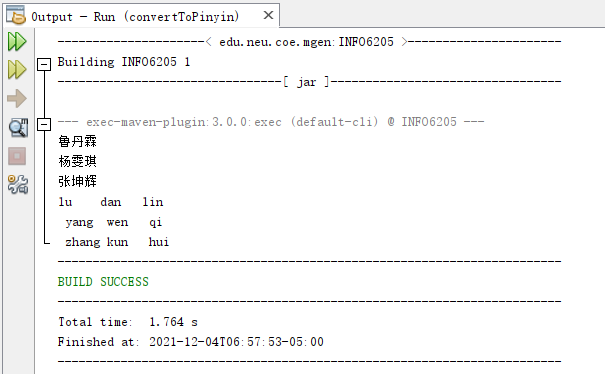 Output - Run (convertToPinyin) ×
--------------------< edu.neu.coe.mgen:INFO6205 >---------------------
Building INFO6205 1
--------------------------------[ jar ]---------------------------------
--- exec-maven-plugin:3.0.0:exec (default-cli) @ INFO6205 ---
鲁丹霖
杨雯琪
张坤辉
lu    dan   lin
 yang  wen   qi
 zhang kun   hui
------------------------------------------------------------------------
BUILD SUCCESS
------------------------------------------------------------------------
Total time:  1.764 s
Finished at: 2021-12-04T06:57:53-05:00
------------------------------------------------------------------------